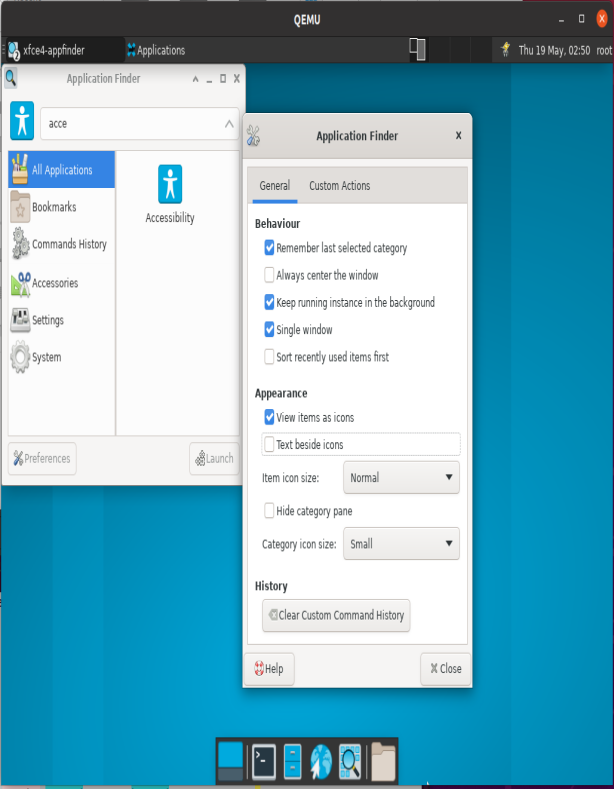 QEMU
xfce4-appfinder
2
Applications
Thu 19 May, 02:50 root
Application Finder
acce
All Applications
Bookmarks
Commands History
Accessories
Settings
System
Accessibility
Preferences
Launch
Application Finder
General
Custom Actions
Behaviour
Remember last selected category
Always center the window
Keep running instance in the background
Single window
Sort recently used items first
Appearance
View items as icons
Text beside icons
Item icon size: Normal
Hide category pane
Category icon size: Small
History
Clear Custom Command History
Help
Close